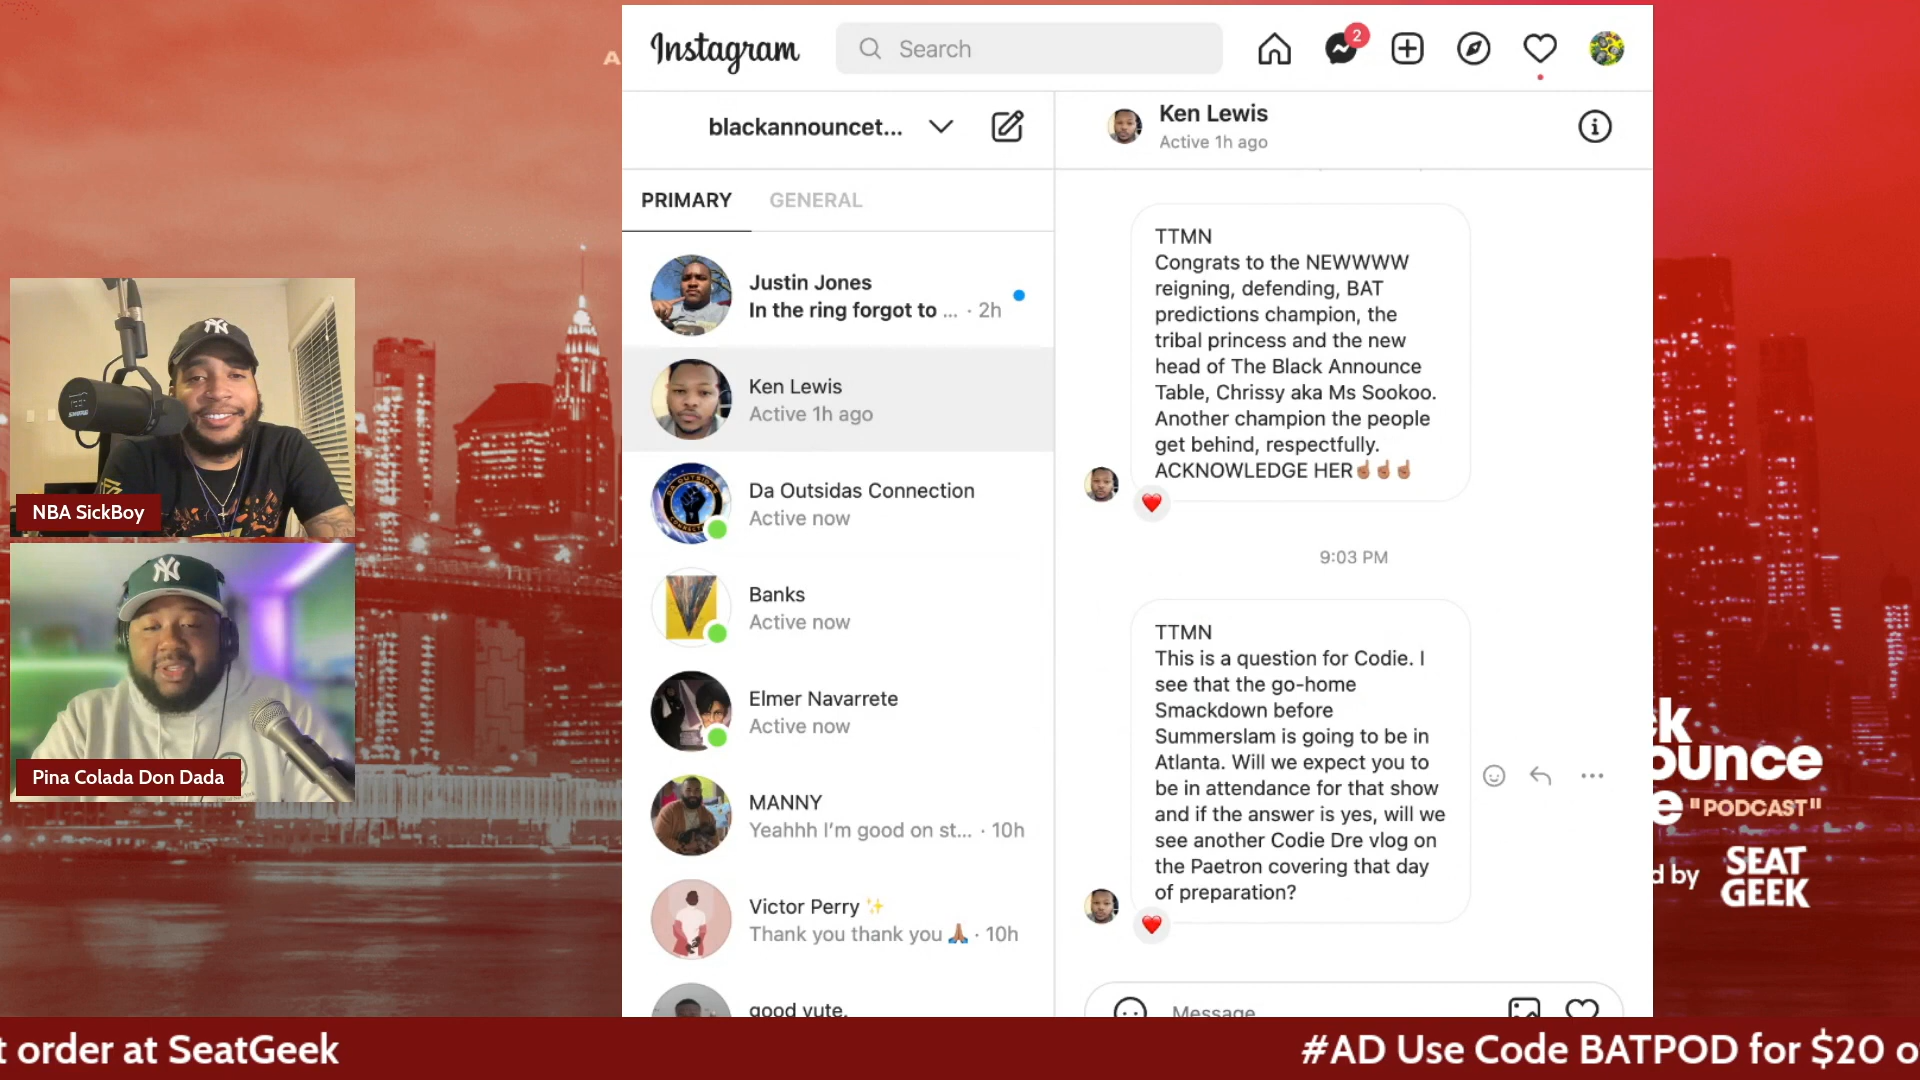 A
Instagram
Search
2
blackannouncet...
Ken Lewis
Active 1h ago
PRIMARY
GENERAL
Justin Jones
In the ring forgot to ... · 2h
Ken Lewis
Active 1h ago
Da Outsidas Connection
Active now
Banks
Active now
Elmer Navarrete
Active now
MANNY
Yeahhh I'm good on st... · 10h
Victor Perry ✨
Thank you thank you 🙏🏽 · 10h
good yute.
TTMN
Congrats to the NEWWWW
reigning, defending, BAT
predictions champion, the
tribal princess and the new
head of The Black Announce
Table, Chrissy aka Ms Sookoo.
Another champion the people
get behind, respectfully.
ACKNOWLEDGE HER☝🏽☝🏽☝🏽
9:03 PM
TTMN
This is a question for Codie. I
see that the go-home
Smackdown before
Summerslam is going to be in
Atlanta. Will we expect you to
be in attendance for that show
and if the answer is yes, will we
see another Codie Dre vlog on
the Paetron covering that day
of preparation?
Message...
NBA SickBoy
Pina Colada Don Dada
ck
ounce
e "PODCAST"
d by SEAT
GEEK
t order at SeatGeek
#AD Use Code BATPOD for $20 o